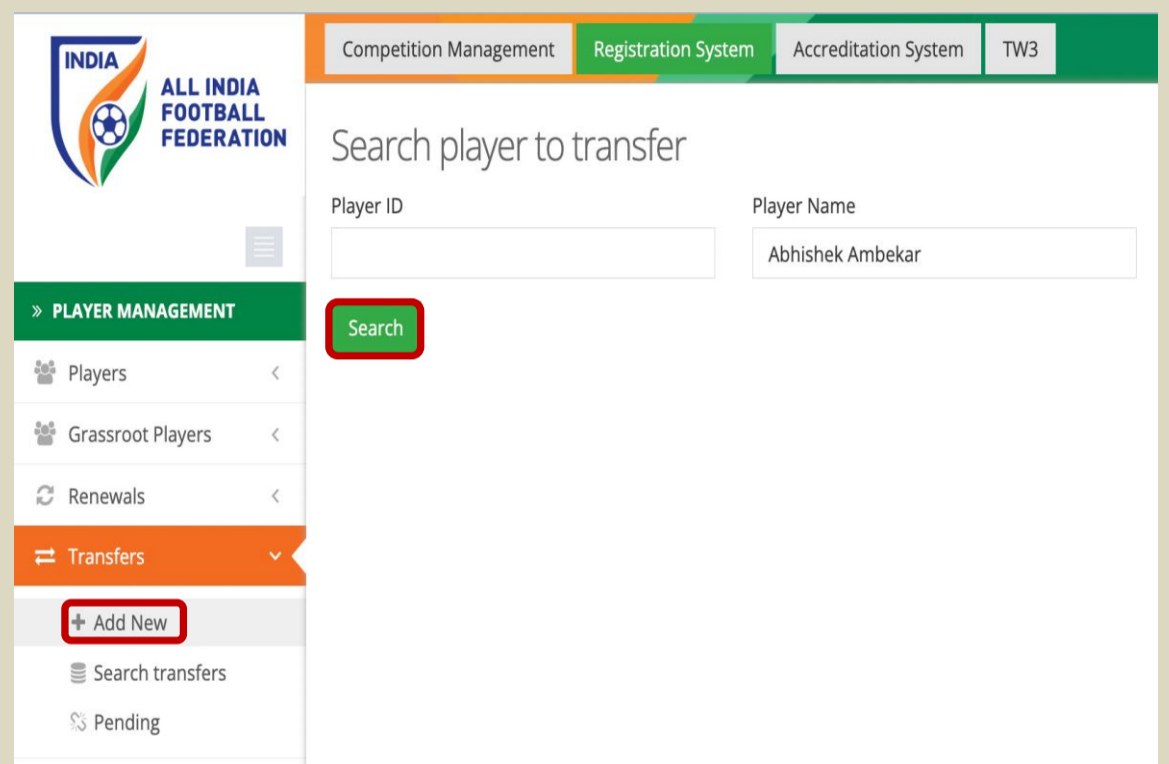 INDIA
ALL INDIA
FOOTBALL
FEDERATION
Competition Management
Registration System
Accreditation System
TW3
Search player to transfer
Player ID
Player Name
Abhishek Ambekar
Search
» PLAYER MANAGEMENT
Players
Grassroot Players
Renewals
Transfers
+ Add New
Search transfers
Pending